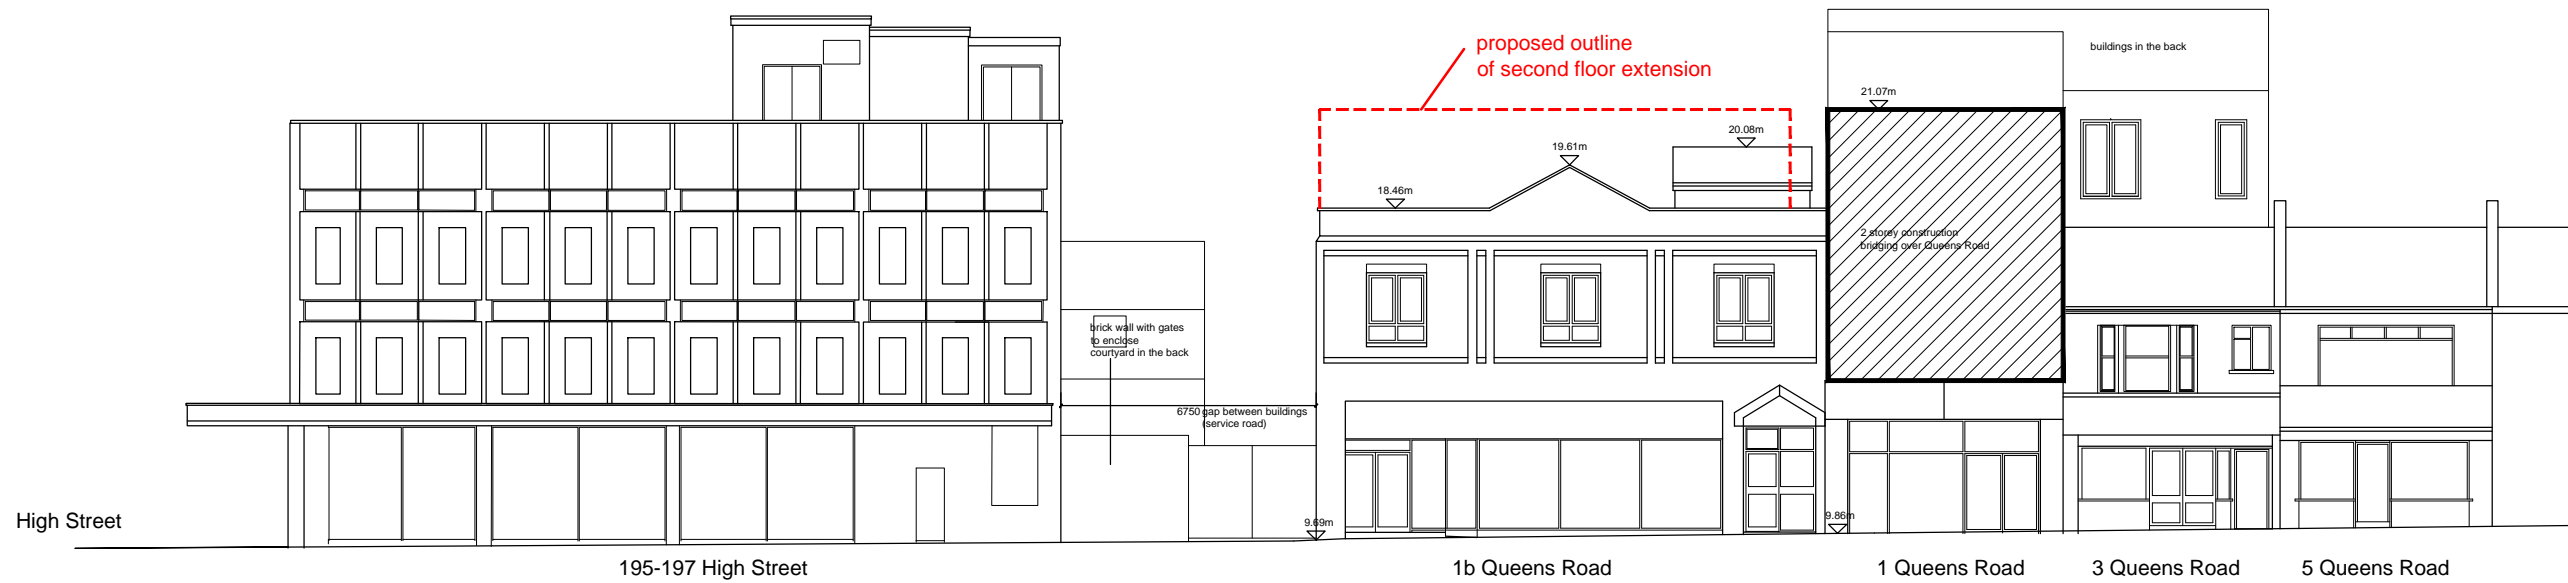 proposed outline
of second floor extension
buildings in the back
21.07m
20.08m
19.61m
18.46m
2 storey construction
bridging over Queens Road
brick wall with gates
to enclose
courtyard in the back
6750 gap between buildings
(service road)
High Street
9.69m
9.86m
195-197 High Street
1b Queens Road
1 Queens Road
3 Queens Road
5 Queens Road